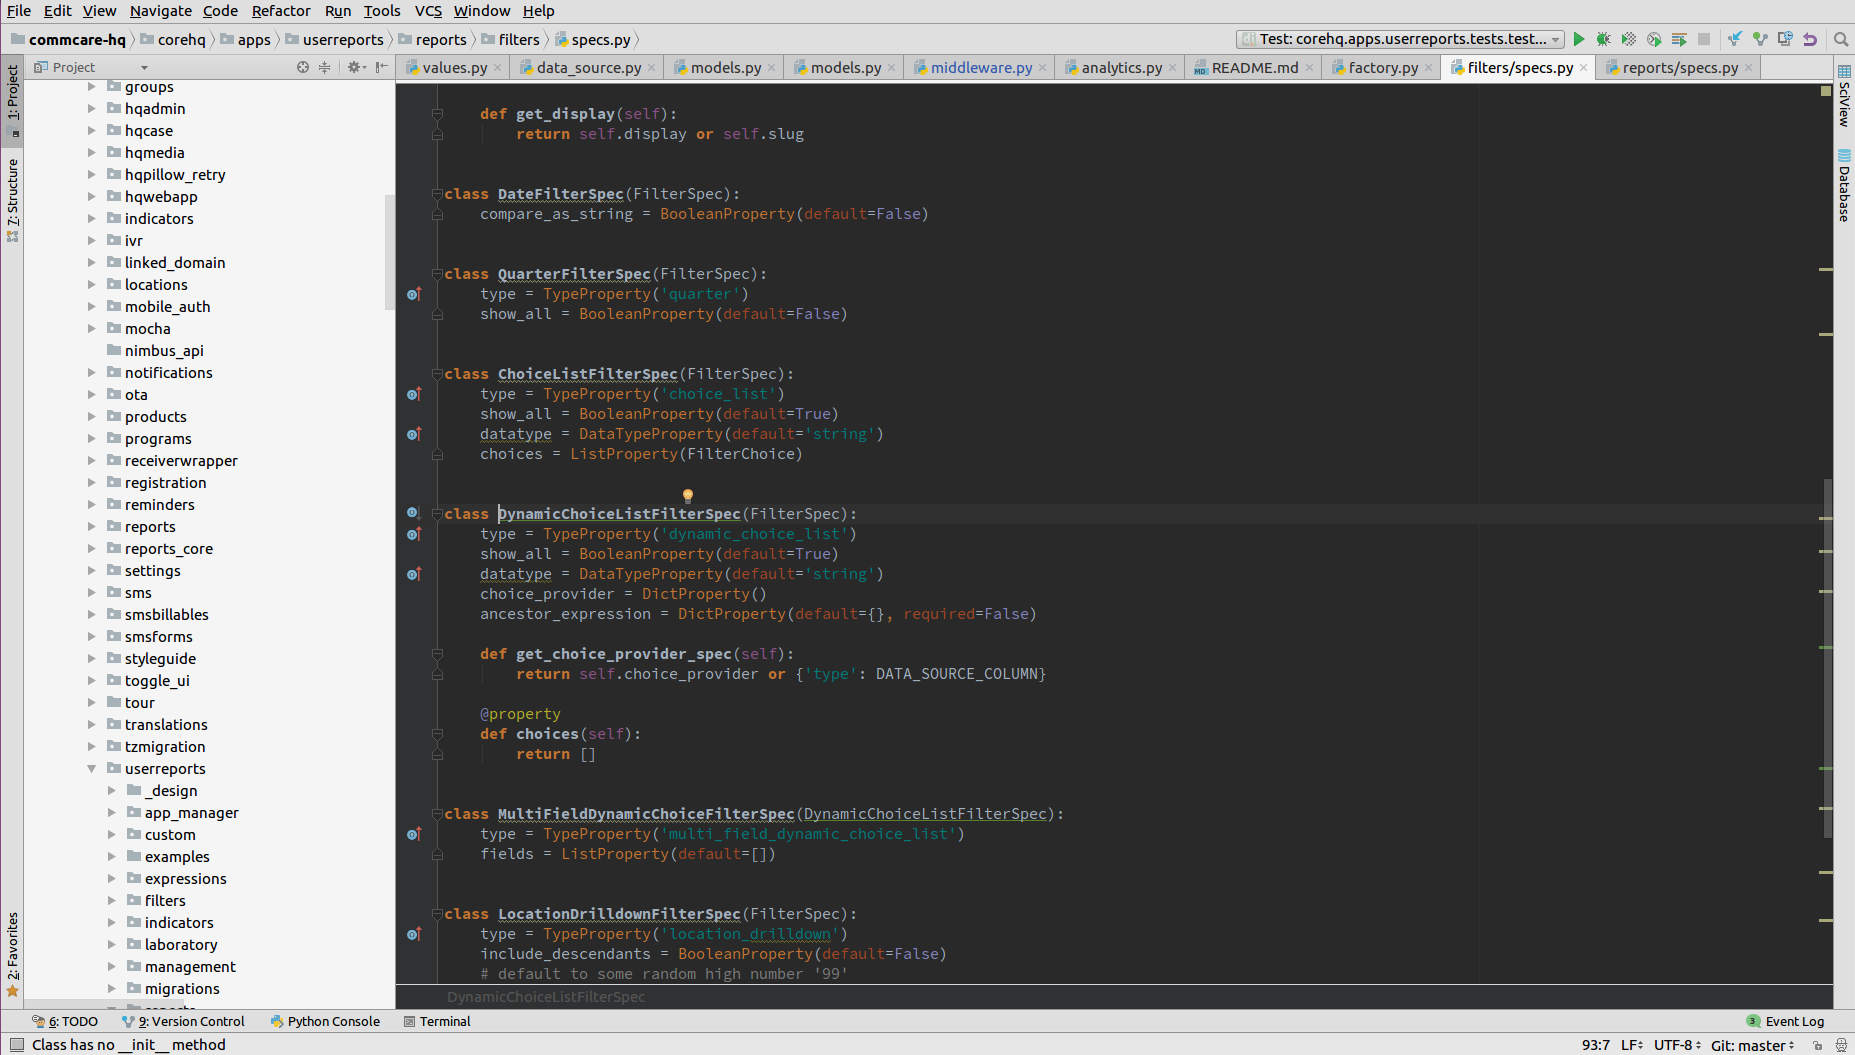 File Edit View Navigate Code Refactor Run Tools VCS Window Help
commcare-hq corehq apps userreports reports filters specs.py
Test: corehq.apps.userreports.tests.test...
1: Project
7: Structure
2: Favorites
Project
values.py data_source.py models.py models.py middleware.py analytics.py README.md factory.py filters/specs.py reports/specs.py
groups
hqadmin
hqcase
hqmedia
hqpillow_retry
hqwebapp
indicators
ivr
linked_domain
locations
mobile_auth
mocha
nimbus_api
notifications
ota
products
programs
receiverwrapper
registration
reminders
reports
reports_core
settings
sms
smsbillables
smsforms
styleguide
toggle_ui
tour
translations
tzmigration
userreports
_design
app_manager
custom
examples
expressions
filters
indicators
laboratory
management
migrations
def get_display(self):
return self.display or self.slug
class DateFilterSpec(FilterSpec):
compare_as_string = BooleanProperty(default=False)
class QuarterFilterSpec(FilterSpec):
type = TypeProperty('quarter')
show_all = BooleanProperty(default=False)
class ChoiceListFilterSpec(FilterSpec):
type = TypeProperty('choice_list')
show_all = BooleanProperty(default=True)
datatype = DataTypeProperty(default='string')
choices = ListProperty(FilterChoice)
class DynamicChoiceListFilterSpec(FilterSpec):
type = TypeProperty('dynamic_choice_list')
show_all = BooleanProperty(default=True)
datatype = DataTypeProperty(default='string')
choice_provider = DictProperty()
ancestor_expression = DictProperty(default={}, required=False)
def get_choice_provider_spec(self):
return self.choice_provider or {'type': DATA_SOURCE_COLUMN}
@property
def choices(self):
return []
class MultiFieldDynamicChoiceFilterSpec(DynamicChoiceListFilterSpec):
type = TypeProperty('multi_field_dynamic_choice_list')
fields = ListProperty(default=[])
class LocationDrilldownFilterSpec(FilterSpec):
type = TypeProperty('location_drilldown')
include_descendants = BooleanProperty(default=False)
# default to some random high number '99'
DynamicChoiceListFilterSpec
SciView
Database
6: TODO 9: Version Control Python Console Terminal 3 Event Log
Class has no __init__ method 93:7 LF UTF-8 Git: master